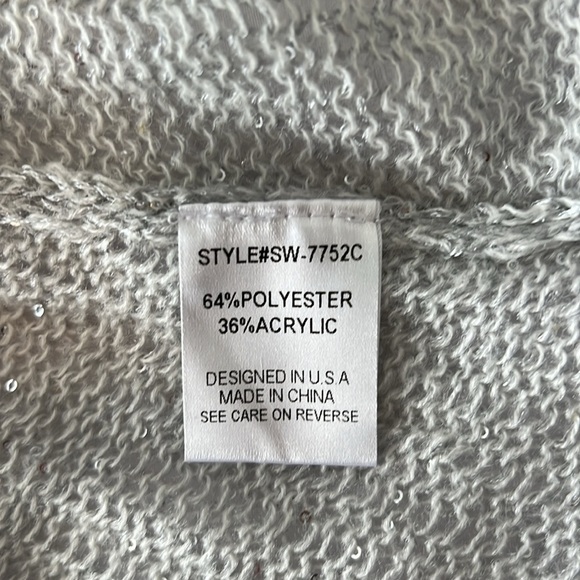 STYLE#SW-7752C
64%POLYESTER
36%ACRYLIC
DESIGNED IN U.S.A
MADE IN CHINA
SEE CARE ON REVERSE